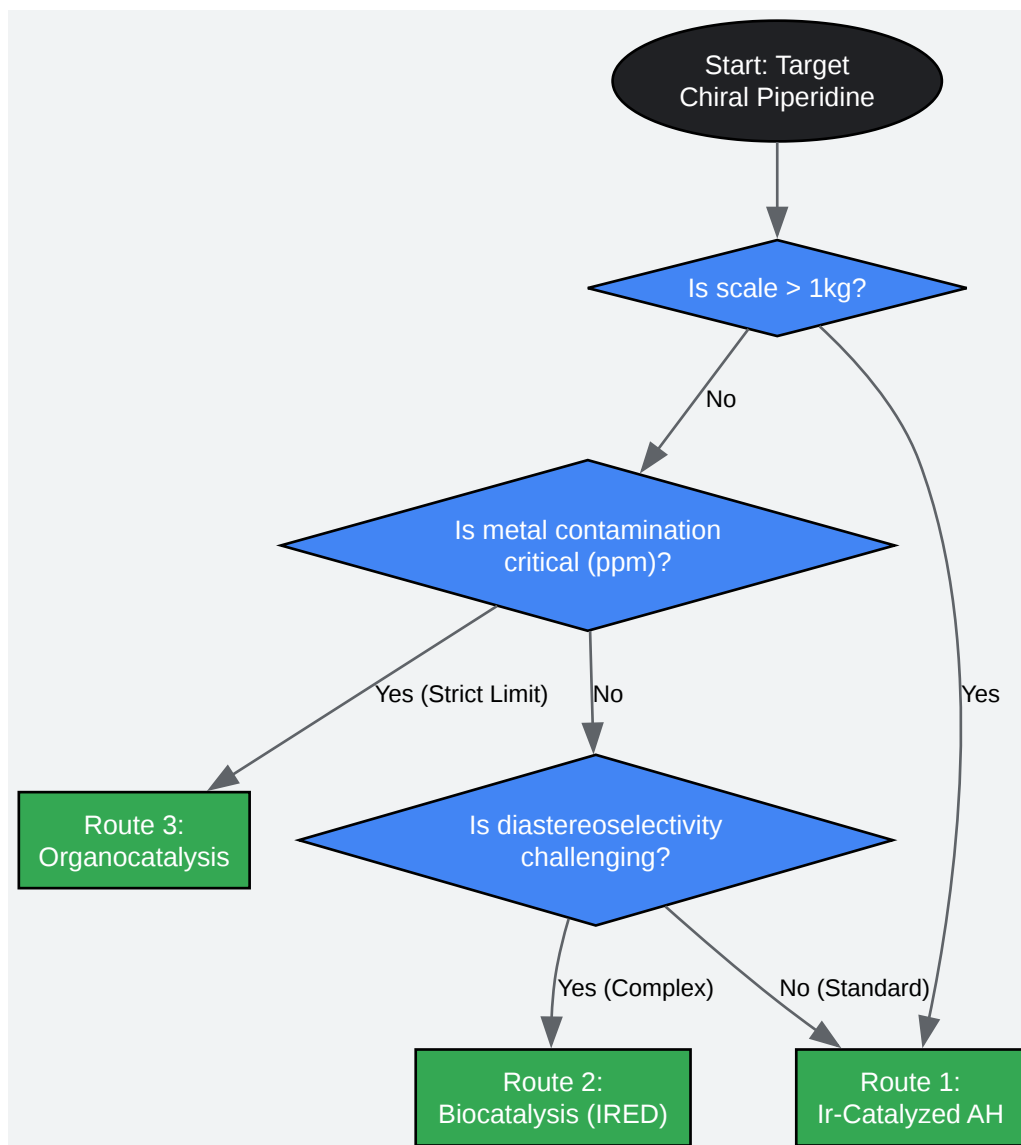 Start: Target
Chiral Piperidine
Is scale > 1kg?
No
Is metal contamination
critical (ppm)?
Yes (Strict Limit)
No
Yes
Route 3:
Organocatalysis
Is diastereoselectivity
challenging?
Yes (Complex)
No (Standard)
Route 2:
Biocatalysis (IRED)
Route 1:
Ir-Catalyzed AH